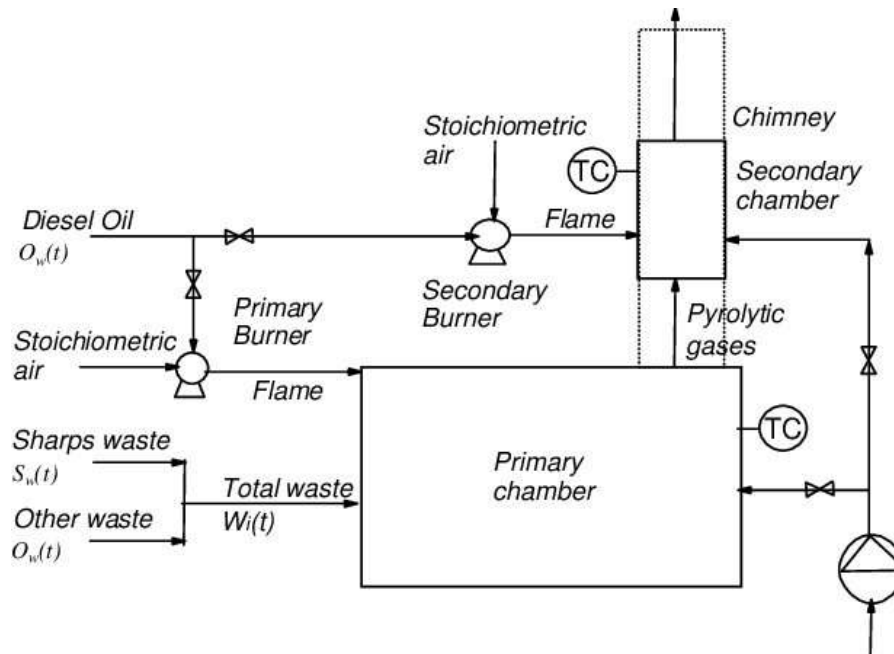 Stoichiometric
air
Chimney
TC
Secondary
chamber
Diesel Oil
O_w(t)
Flame
Secondary
Burner
Primary
Burner
Pyrolytic
gases
Stoichiometric
air
Flame
Sharps waste
S_w(t)
Total waste
Wi(t)
Other waste
O_w(t)
Primary
chamber
TC